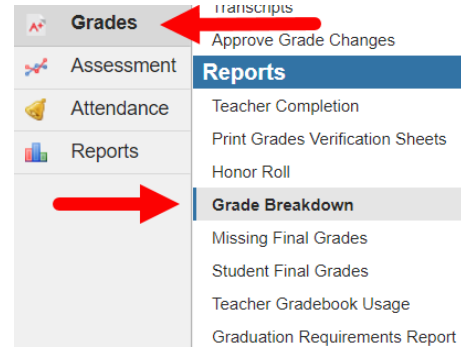 Grades
Assessment
Attendance
Reports
Transcripts
Approve Grade Changes
Reports
Teacher Completion
Print Grades Verification Sheets
Honor Roll
Grade Breakdown
Missing Final Grades
Student Final Grades
Teacher Gradebook Usage
Graduation Requirements Report